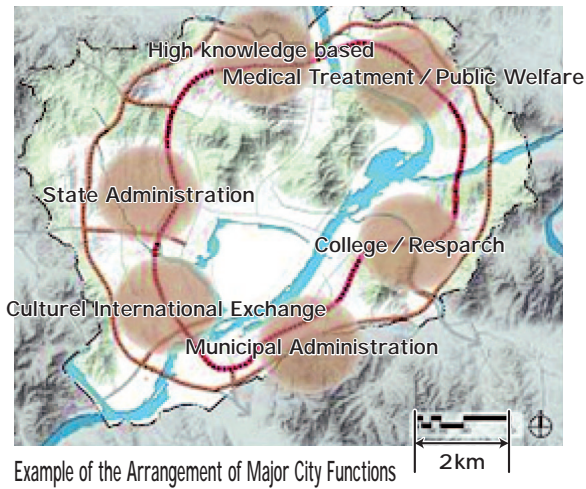 High knowledge based
Medical Treatment / Public Welfare
State Administration
College / Resparch
Culturel International Exchange
Municipal Administration
2km
Example of the Arrangement of Major City Functions